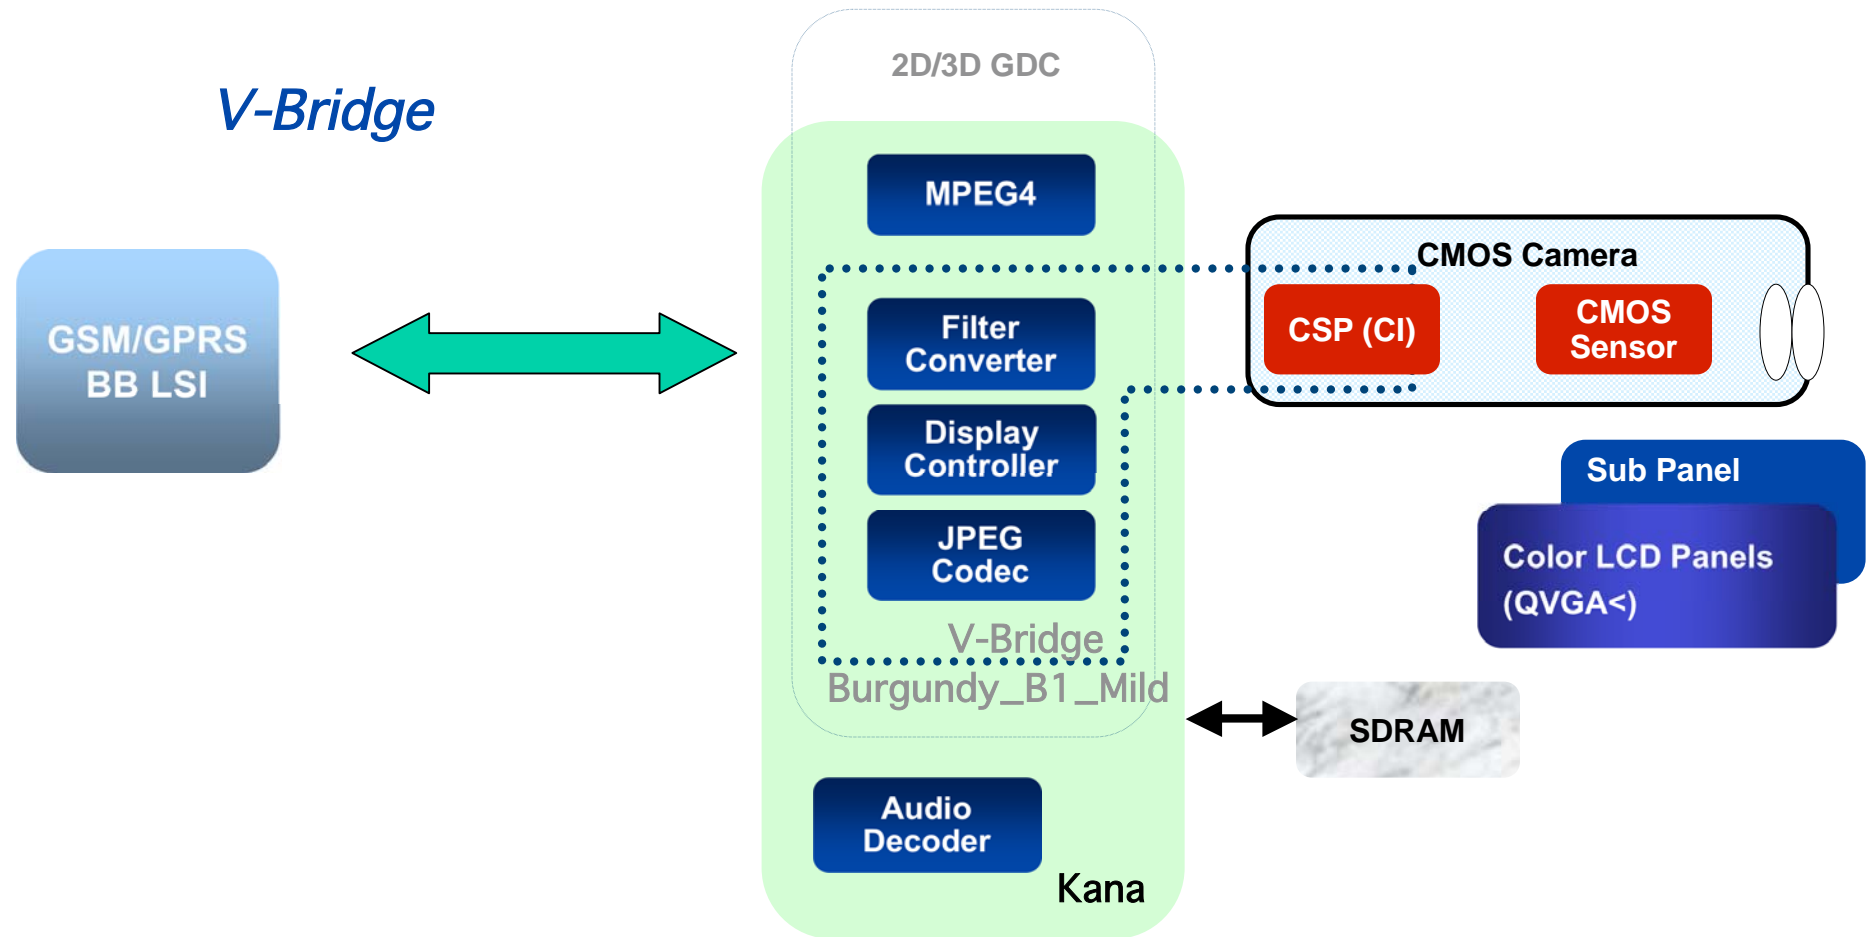 V-Bridge
2D/3D GDC
MPEG4
GSM/GPRS
BB LSI
Filter
Converter
Display
Controller
JPEG
Codec
V-Bridge
Burgundy_B1_Mild
Audio
Decoder
Kana
CMOS Camera
CSP (CI)
CMOS
Sensor
Sub Panel
Color LCD Panels
(QVGA<)
SDRAM